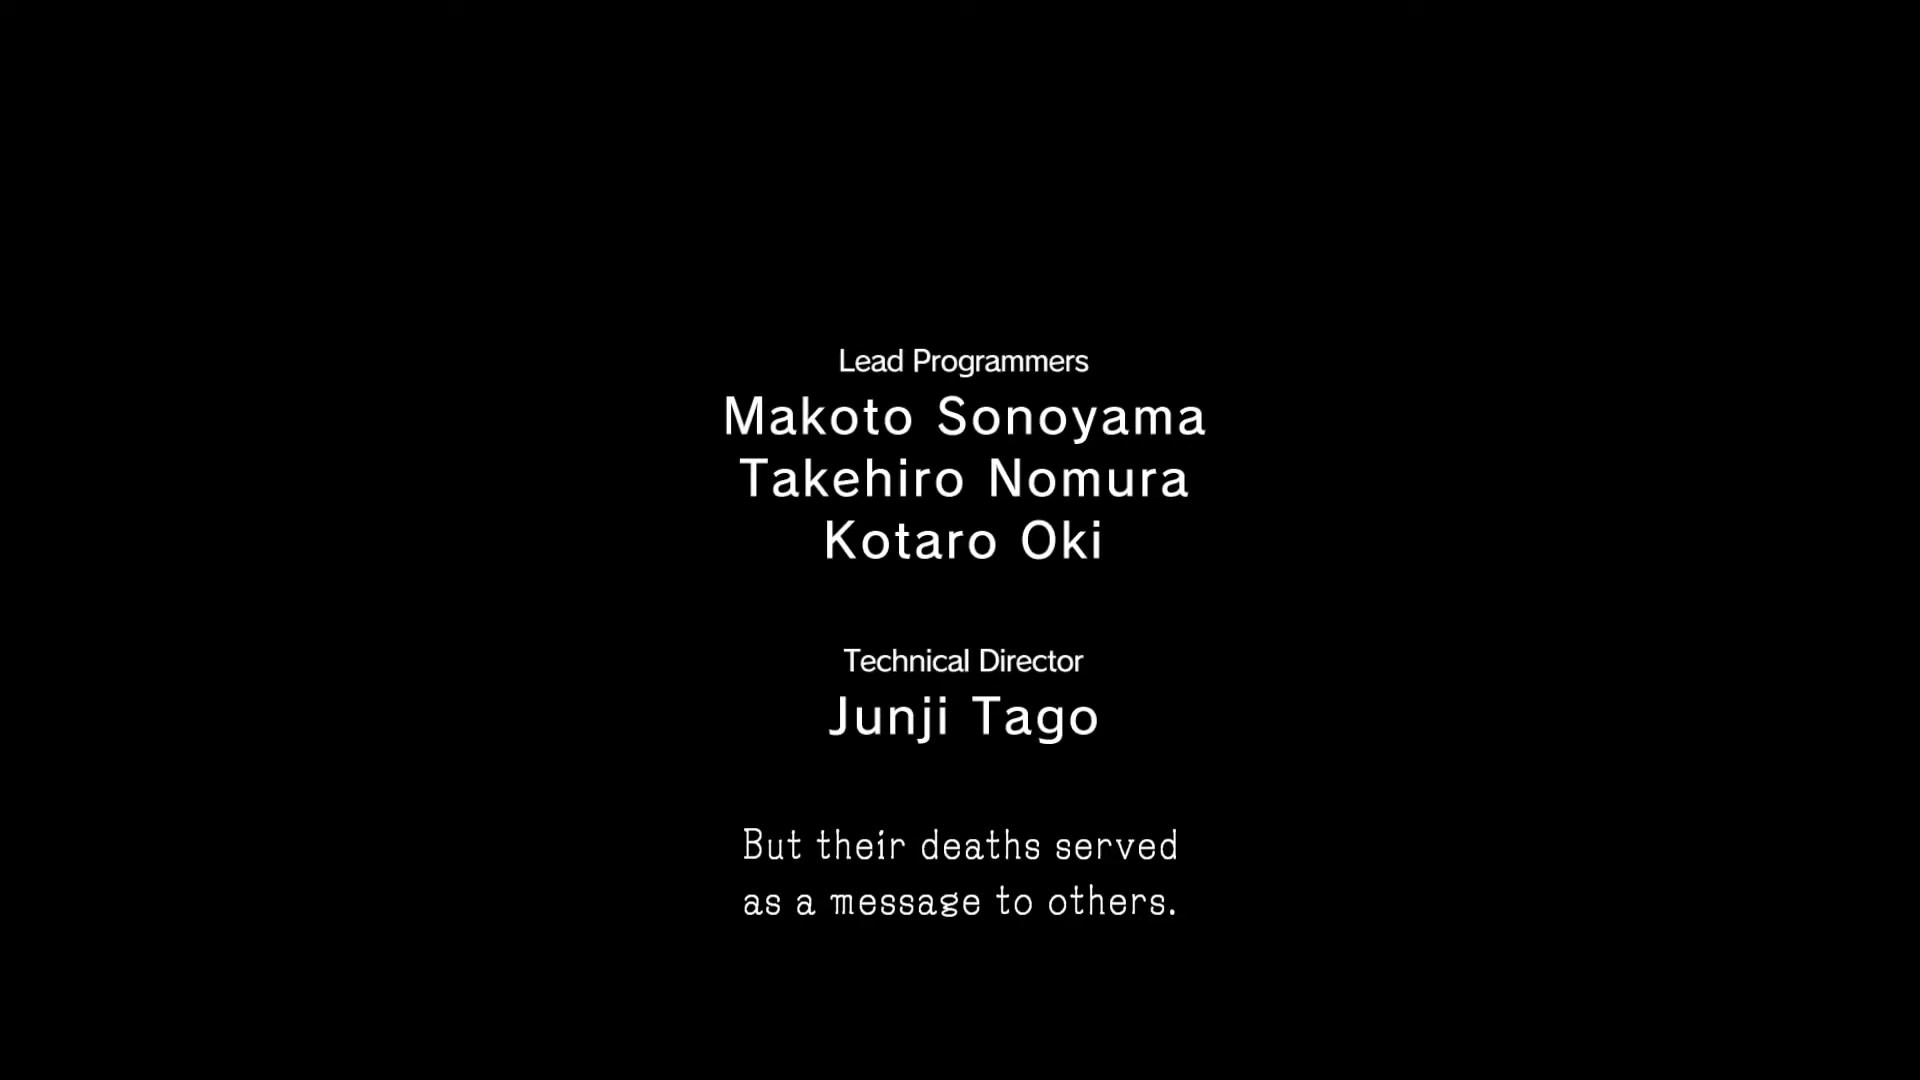 Lead Programmers
Makoto Sonoyama
Takehiro Nomura
Kotaro Oki
Technical Director
Junji Tago
But their deaths served
as a message to others.